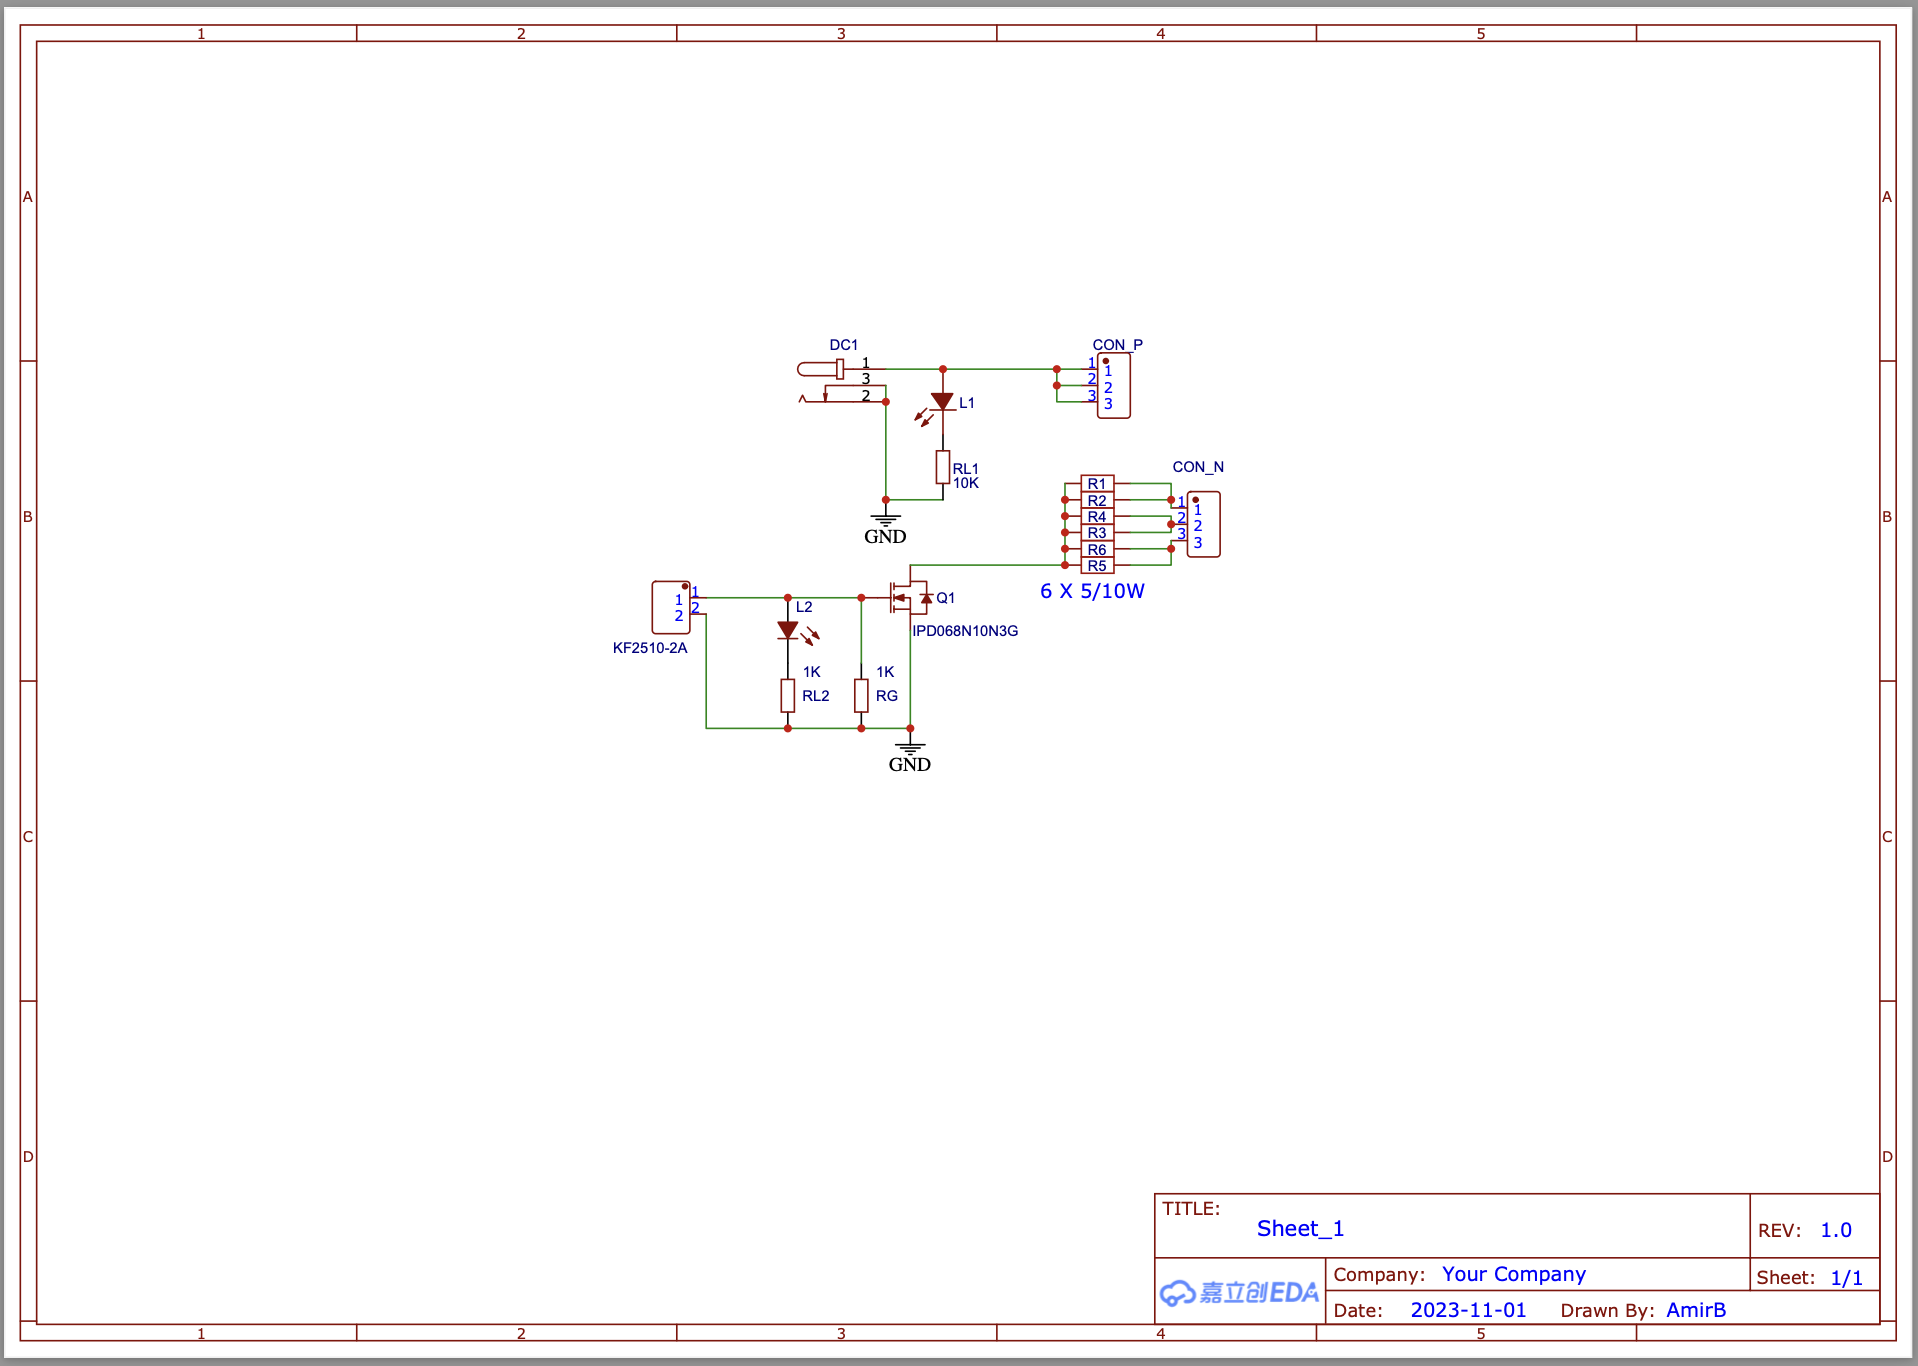 1 2 3 4 5
A A
DC1
CON_P
1
3
2
1
2
3
1
2
3
L1
RL1
10K
GND
CON_N
R1
R2
R4
R3
R6
R5
1
2
3
1
2
3
6 X 5/10W
B B
1
2
1
2
KF2510-2A
L2
Q1
IPD068N10N3G
1K
RL2
1K
RG
GND
C C
D D
TITLE:
Sheet_1
REV: 1.0
嘉立创EDA
Company: Your Company
Sheet: 1/1
Date: 2023-11-01 Drawn By: AmirB
1 2 3 4 5